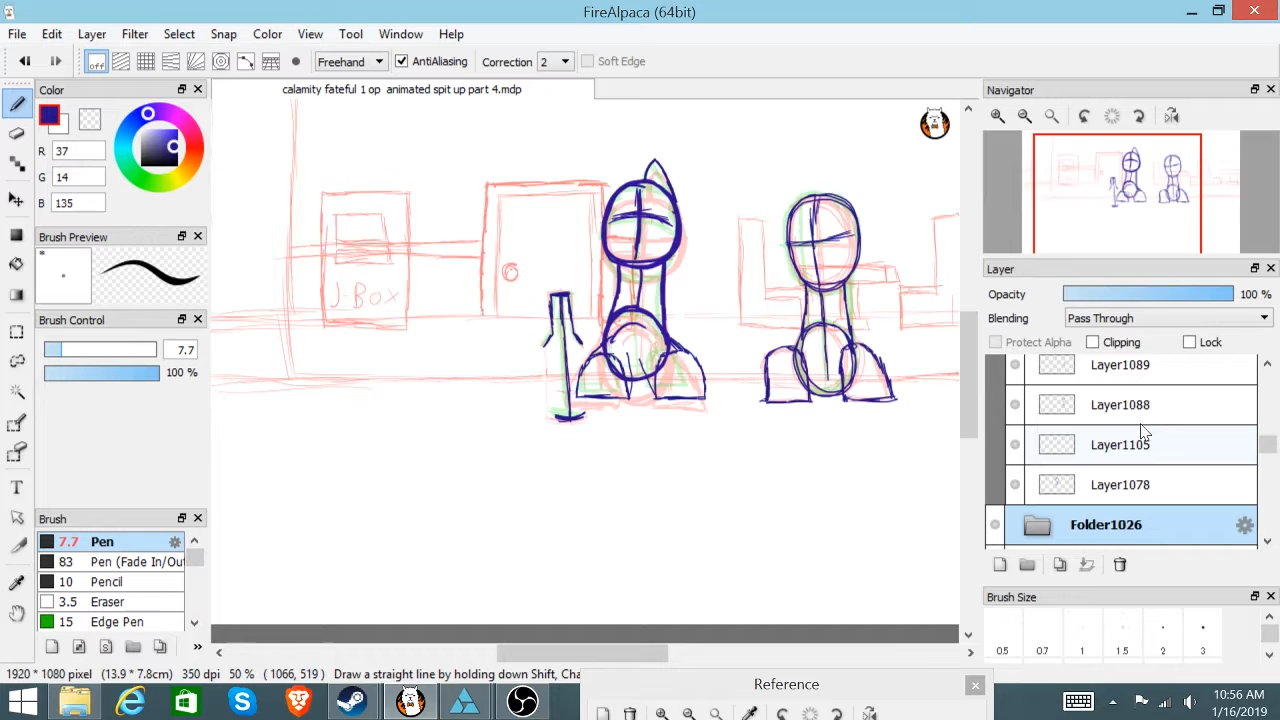 FireAlpaca (64bit)
File Edit Layer Filter Select Snap Color View Tool Window Help
off Freehand AntiAliasing Correction 2 Soft Edge
Color
calamity fateful 1 op animated spit up part 4.mdp
Navigator
R 37
G 14
B 135
Brush Preview
*
Layer
Opacity 100 %
Blending Pass Through
Protect Alpha Clipping Lock
J-Box
Brush Control
7.7
100 %
Layer1089
Layer1088
Layer1105
Layer1078
Folder1026
Brush
7.7 Pen
83 Pen (Fade In/Out
10 Pencil
3.5 Eraser
15 Edge Pen
»
Brush Size
0.5 0.7 1 1.5 2 3
1920 * 1080 pixel (13.9 * 7.8cm) 350 dpi 50 % ( 1066, 519 ) Draw a straight line by holding down Shift, Cha
Reference
10:56 AM
1/16/2019